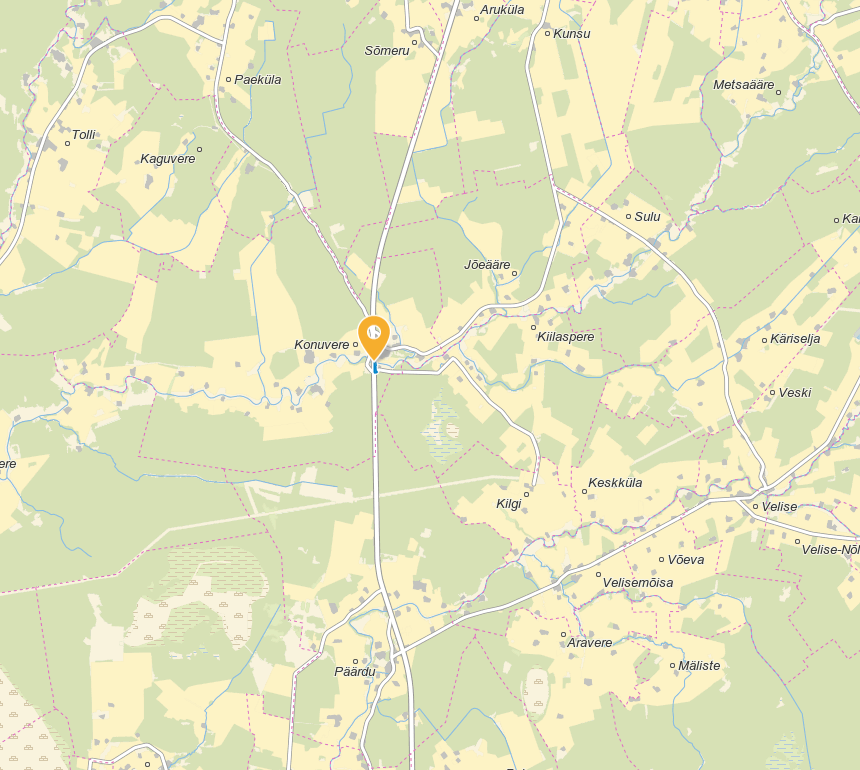 Aruküla
Kunsu
Sõmeru
Paeküla
Metsaääre
Tolli
Kaguvere
Sulu
Jõeääre
Konuvere
Kiilaspere
Käriselja
Veski
Keskküla
Kilgi
Velise
Velise-Nõl
Võeva
Velisemõisa
Aravere
Mäliste
Päärdu